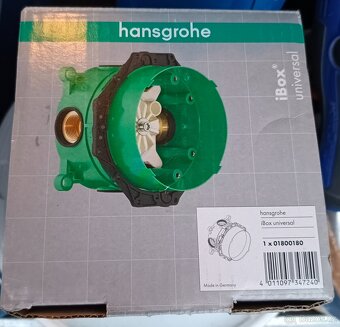 hansgrohe
iBox®
universal
hansgrohe
iBox universal
1 x 01800180
Made in Germany
4 011097 347240